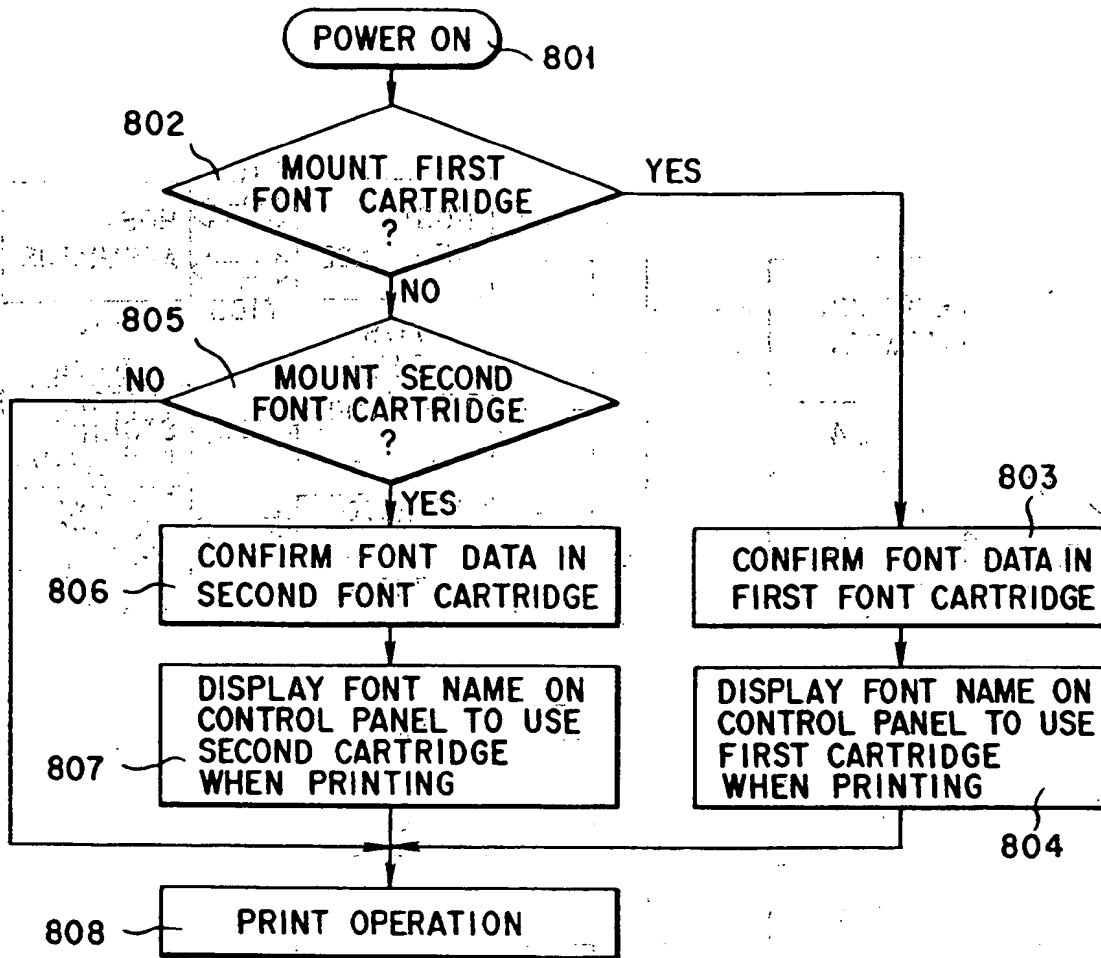 POWER ON
801
802
MOUNT FIRST
FONT CARTRIDGE
?
YES
NO
805
NO
MOUNT SECOND
FONT CARTRIDGE
?
YES
803
CONFIRM FONT DATA IN
SECOND FONT CARTRIDGE
806
CONFIRM FONT DATA IN
FIRST FONT CARTRIDGE
DISPLAY FONT NAME ON
CONTROL PANEL TO USE
SECOND CARTRIDGE
WHEN PRINTING
807
DISPLAY FONT NAME ON
CONTROL PANEL TO USE
FIRST CARTRIDGE
WHEN PRINTING
804
PRINT OPERATION
808